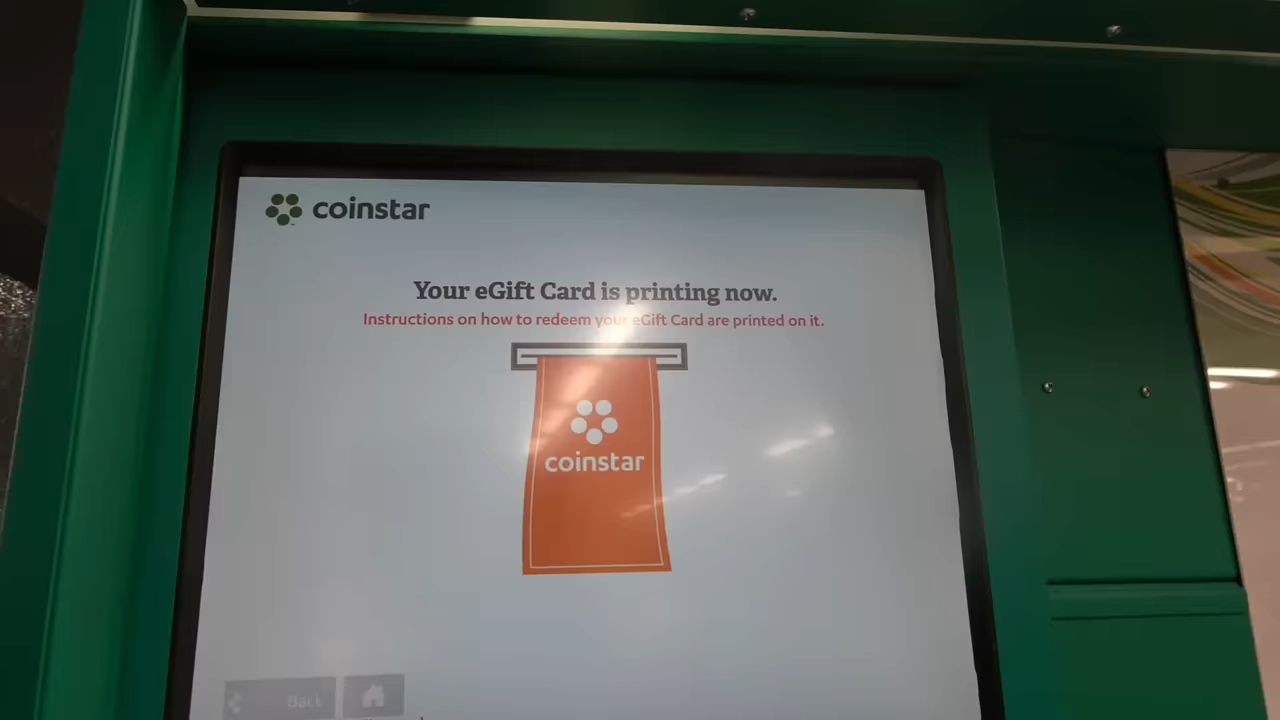 coinstar
Your eGift Card is printing now.
Instructions on how to redeem your eGift Card are printed on it.
coinstar
Back